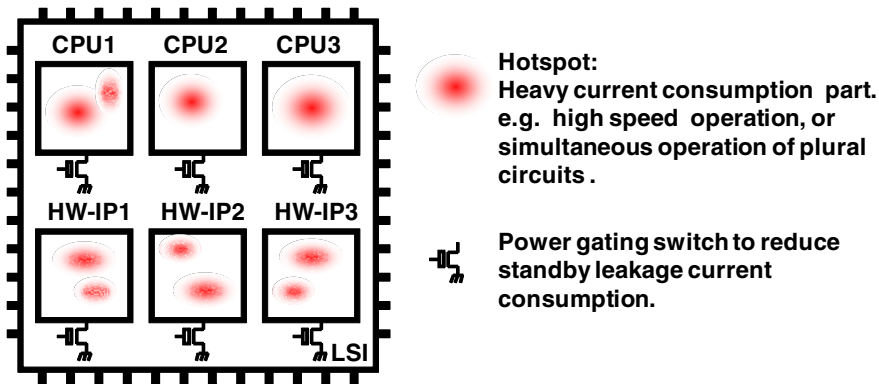 CPU1 CPU2 CPU3
HW-IP1 HW-IP2 HW-IP3
LSI
Hotspot:
Heavy current consumption part.
e.g. high speed operation, or
simultaneous operation of plural
circuits .
Power gating switch to reduce
standby leakage current
consumption.